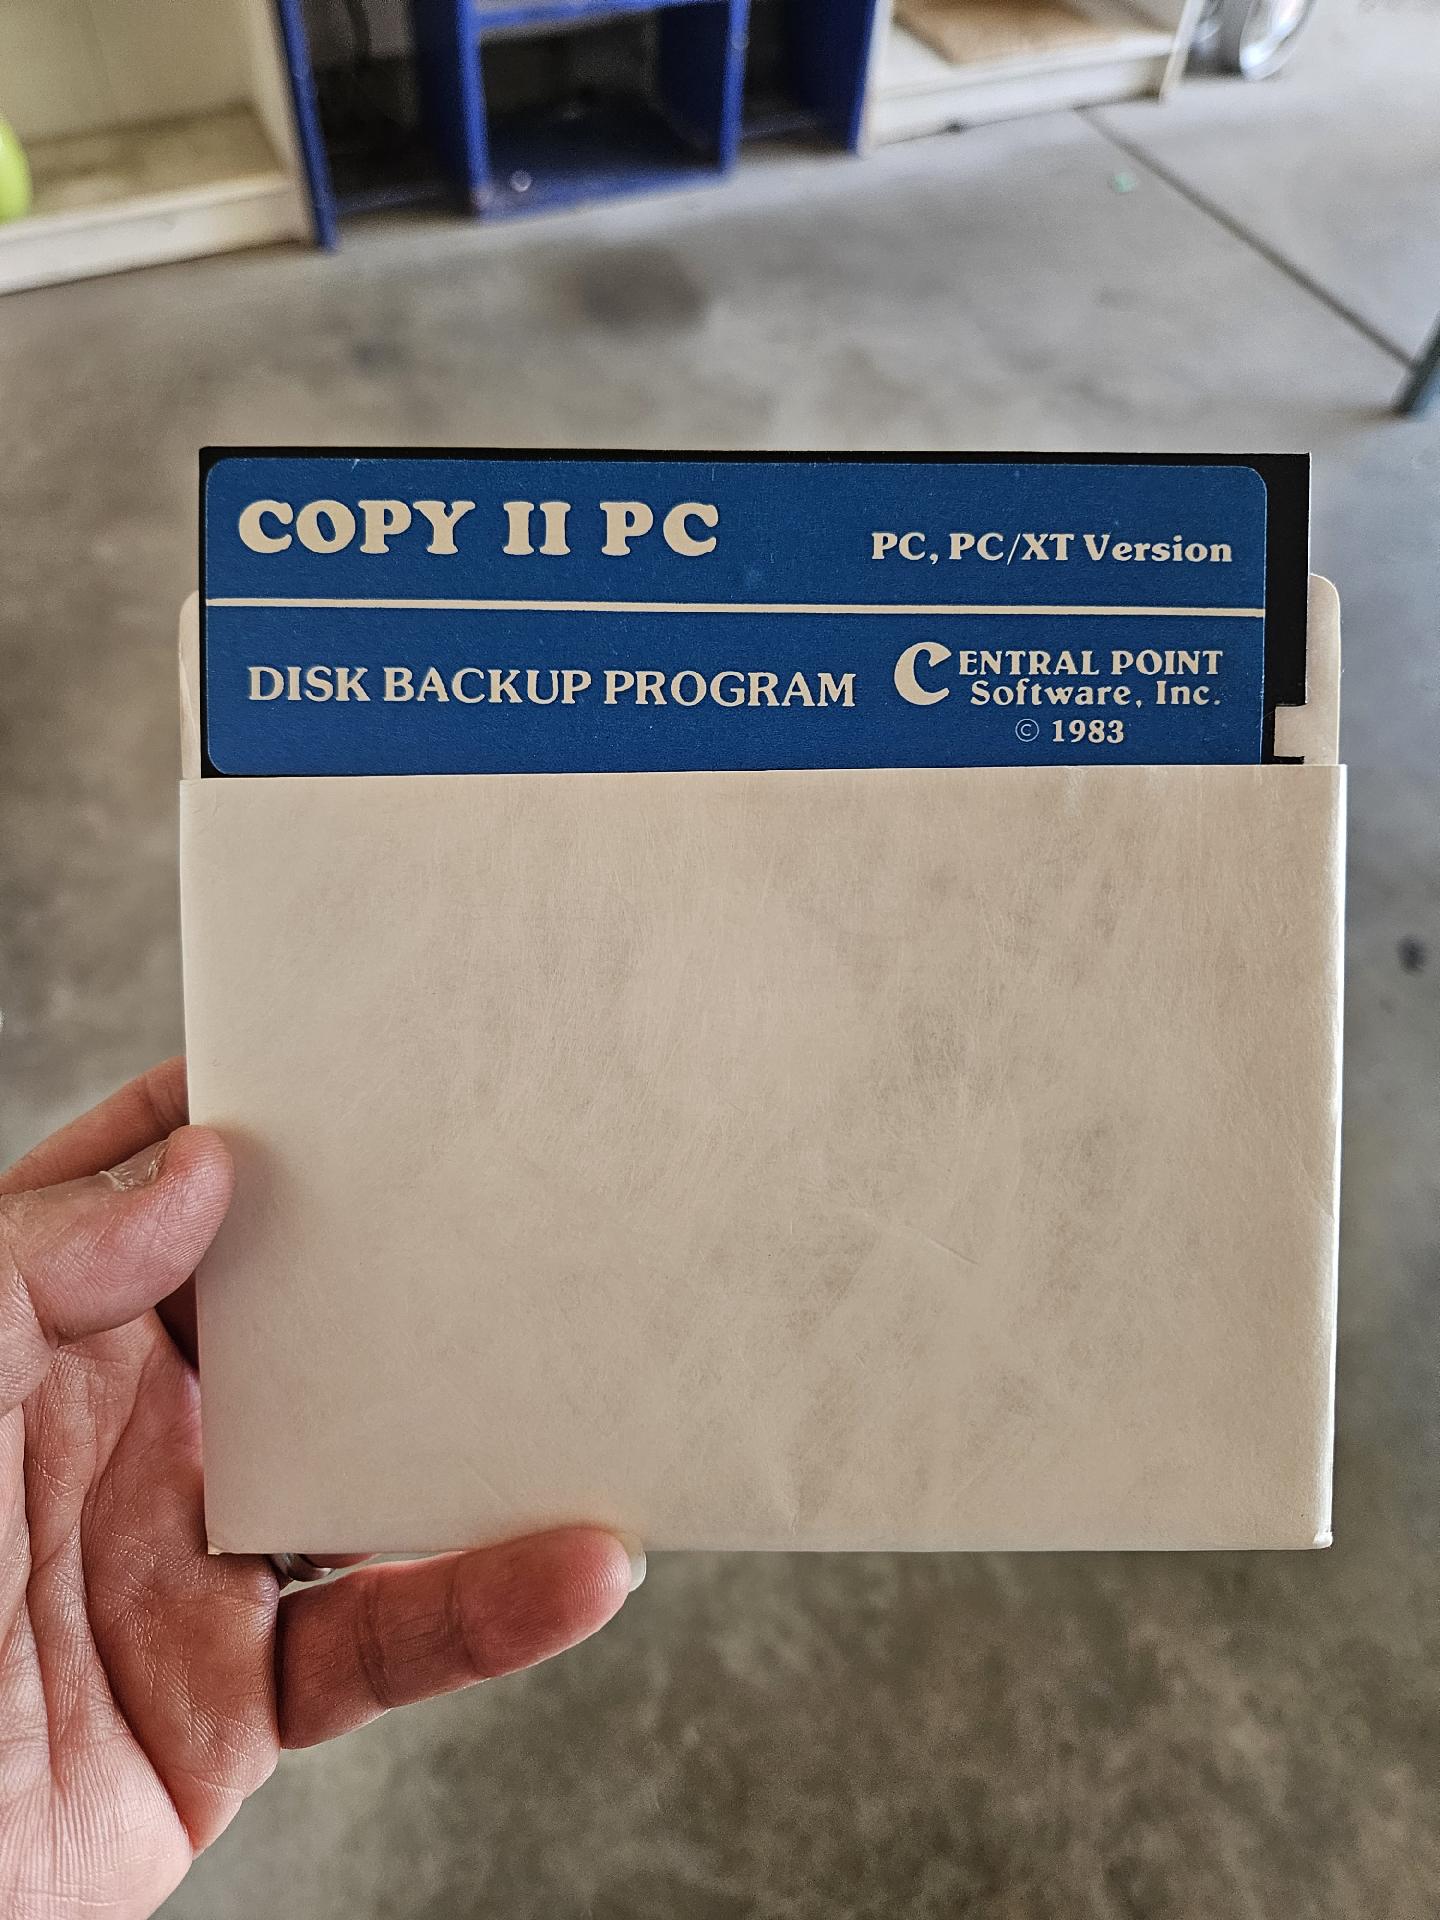 COPY II PC
PC, PC/XT Version
DISK BACKUP PROGRAM
CENTRAL POINT
Software, Inc.
© 1983